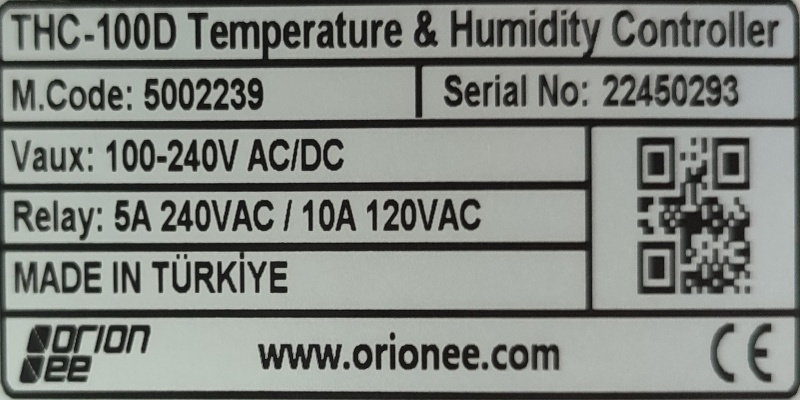 THC-100D Temperature & Humidity Controller
M.Code: 5002239
Serial No: 22450293
Vaux: 100-240V AC/DC
Relay: 5A 240VAC / 10A 120VAC
MADE IN TÜRKİYE
orion
ee
www.orionee.com
CE